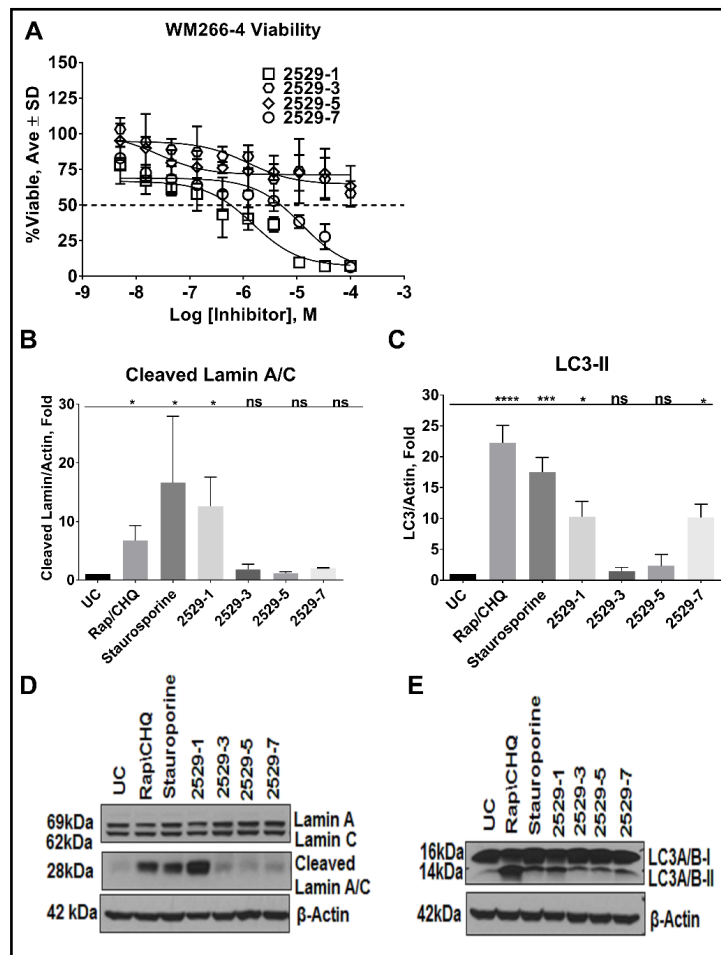 A
WM266-4 Viability
2529-1
2529-3
2529-5
2529-7
%Viable, Ave ± SD
150
125
100
75
50
25
0
-9
-8
-7
-6
-5
-4
-3
Log [Inhibitor], M
B
Cleaved Lamin A/C
* * * ns ns ns
Cleaved Lamin/Actin, Fold
30
20
10
0
UC
Rap/CHQ
Staurosporine
2529-1
2529-3
2529-5
2529-7
C
LC3-II
**** *** * ns ns *
LC3/Actin, Fold
30
25
20
15
10
5
0
UC
Rap/CHQ
Staurosporine
2529-1
2529-3
2529-5
2529-7
D
UC
Rap\CHQ
Stauroporine
2529-1
2529-3
2529-5
2529-7
69kDa
Lamin A
62kDa
Lamin C
28kDa
Cleaved
Lamin A/C
42 kDa
β-Actin
E
UC
Rap\CHQ
Stauroporine
2529-1
2529-3
2529-5
2529-7
16kDa
LC3A/B-I
14kDa
LC3A/B-II
42kDa
β-Actin